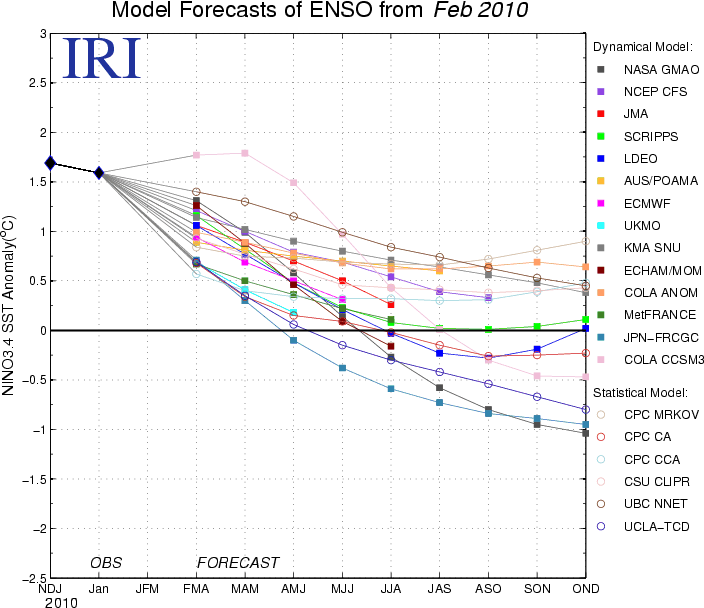 Model Forecasts of ENSO from Feb 2010
IRI
NINO3.4 SST Anomaly(°C)
3
2.5
2
1.5
1
0.5
0
−0.5
−1
−1.5
−2
−2.5
OBS
FORECAST
NDJ Jan JFM FMA MAM AMJ MJJ JJA JAS ASO SON OND
2010
Dynamical Model:
NASA GMAO
NCEP CFS
JMA
SCRIPPS
LDEO
AUS/POAMA
ECMWF
UKMO
KMA SNU
ECHAM/MOM
COLA ANOM
MetFRANCE
JPN−FRCGC
COLA CCSM3
Statistical Model:
CPC MRKOV
CPC CA
CPC CCA
CSU CLIPR
UBC NNET
UCLA−TCD